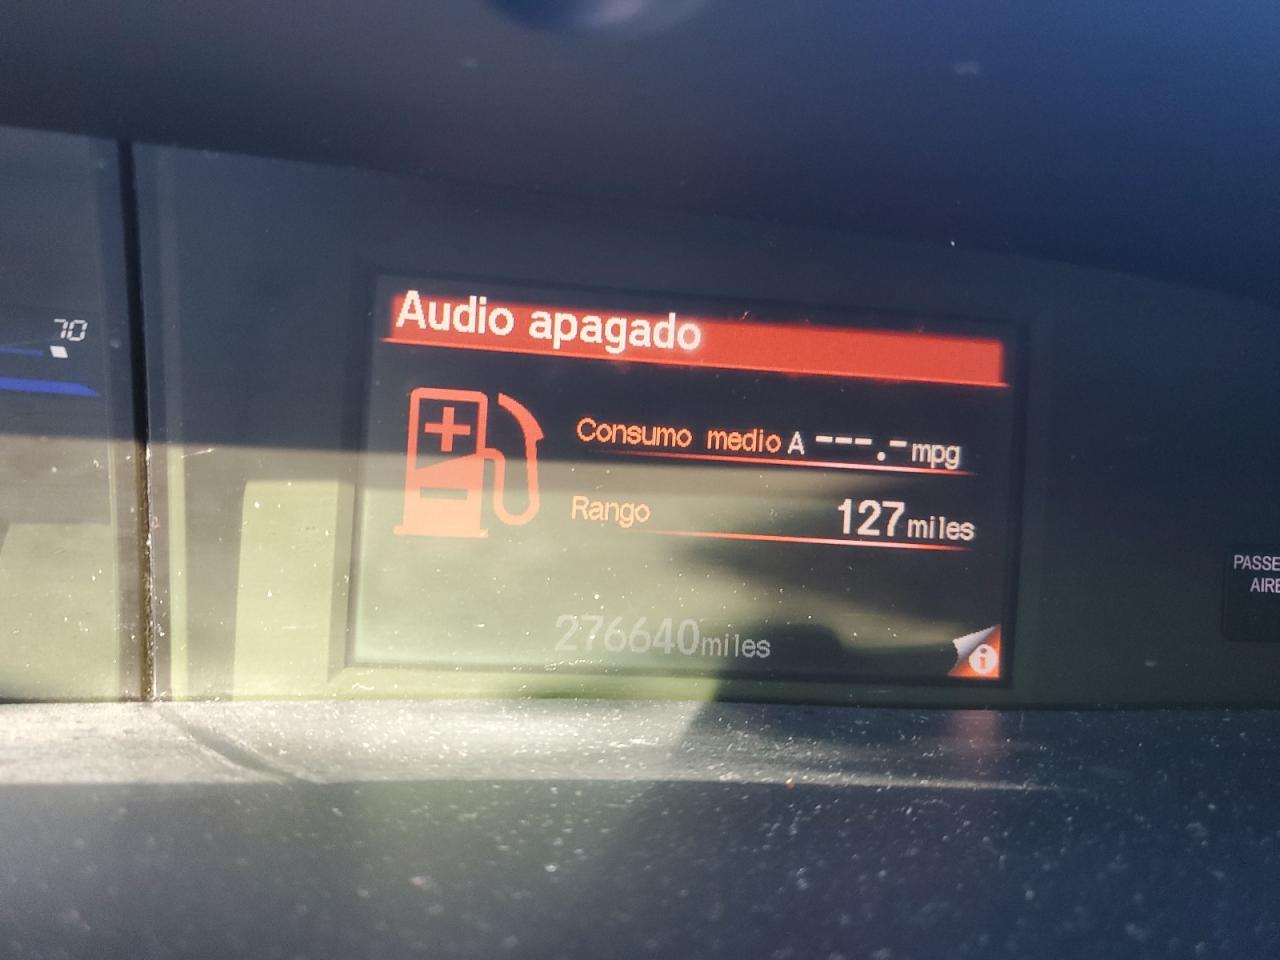 70
Audio apagado
Consumo medio A ---.- mpg
Rango 127 miles
276640 miles
i